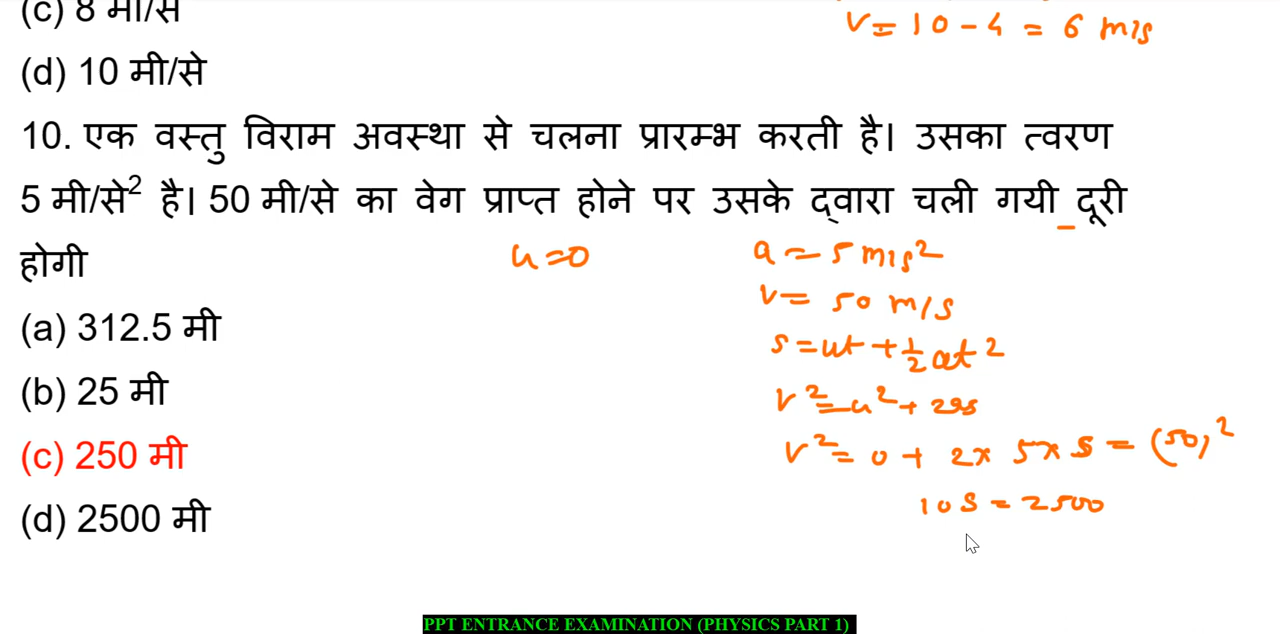 (c) 8 मी/से
v = 10 - 4 = 6 m/s
(d) 10 मी/से
10. एक वस्तु विराम अवस्था से चलना प्रारम्भ करती है। उसका त्वरण
5 मी/से² है। 50 मी/से का वेग प्राप्त होने पर उसके द्वारा चली गयी दूरी
होगी
u=0
a = 5 m/s²
v = 50 m/s
(a) 312.5 मी
s = ut + ½ at²
(b) 25 मी
v² = u² + 2as
(c) 250 मी
v² = 0 + 2× 5× s = (50)²
10s = 2500
(d) 2500 मी
PPT ENTRANCE EXAMINATION (PHYSICS PART 1)